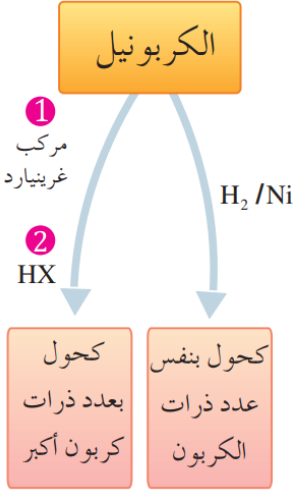 الكربونيل
1
مركب
غرينيارد
2
HX
H₂ /Ni
كحول بنفس
عدد ذرات
الكربون
كحول
بعدد ذرات
كربون أكبر